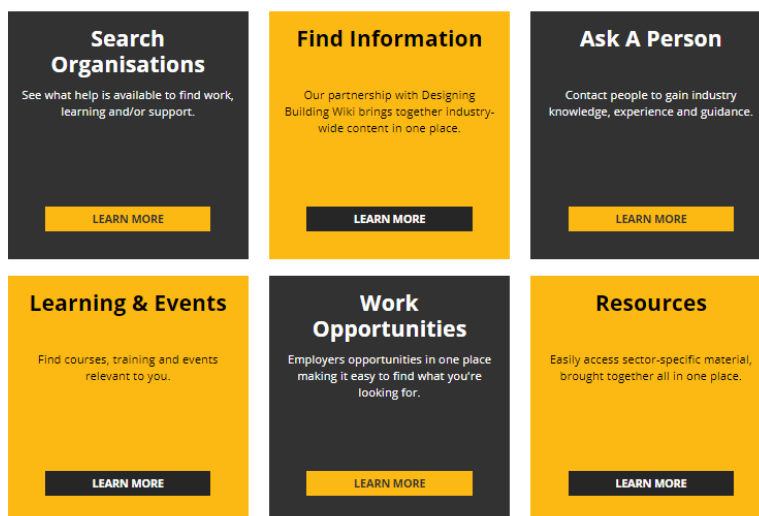 Search
Organisations
See what help is available to find work,
learning and/or support.
LEARN MORE
Find Information
Our partnership with Designing
Building Wiki brings together industry-
wide content in one place.
LEARN MORE
Ask A Person
Contact people to gain industry
knowledge, experience and guidance.
LEARN MORE
Learning & Events
Find courses, training and events
relevant to you.
LEARN MORE
Work
Opportunities
Employers opportunities in one place
making it easy to find what you're
looking for.
LEARN MORE
Resources
Easily access sector-specific material,
brought together all in one place.
LEARN MORE